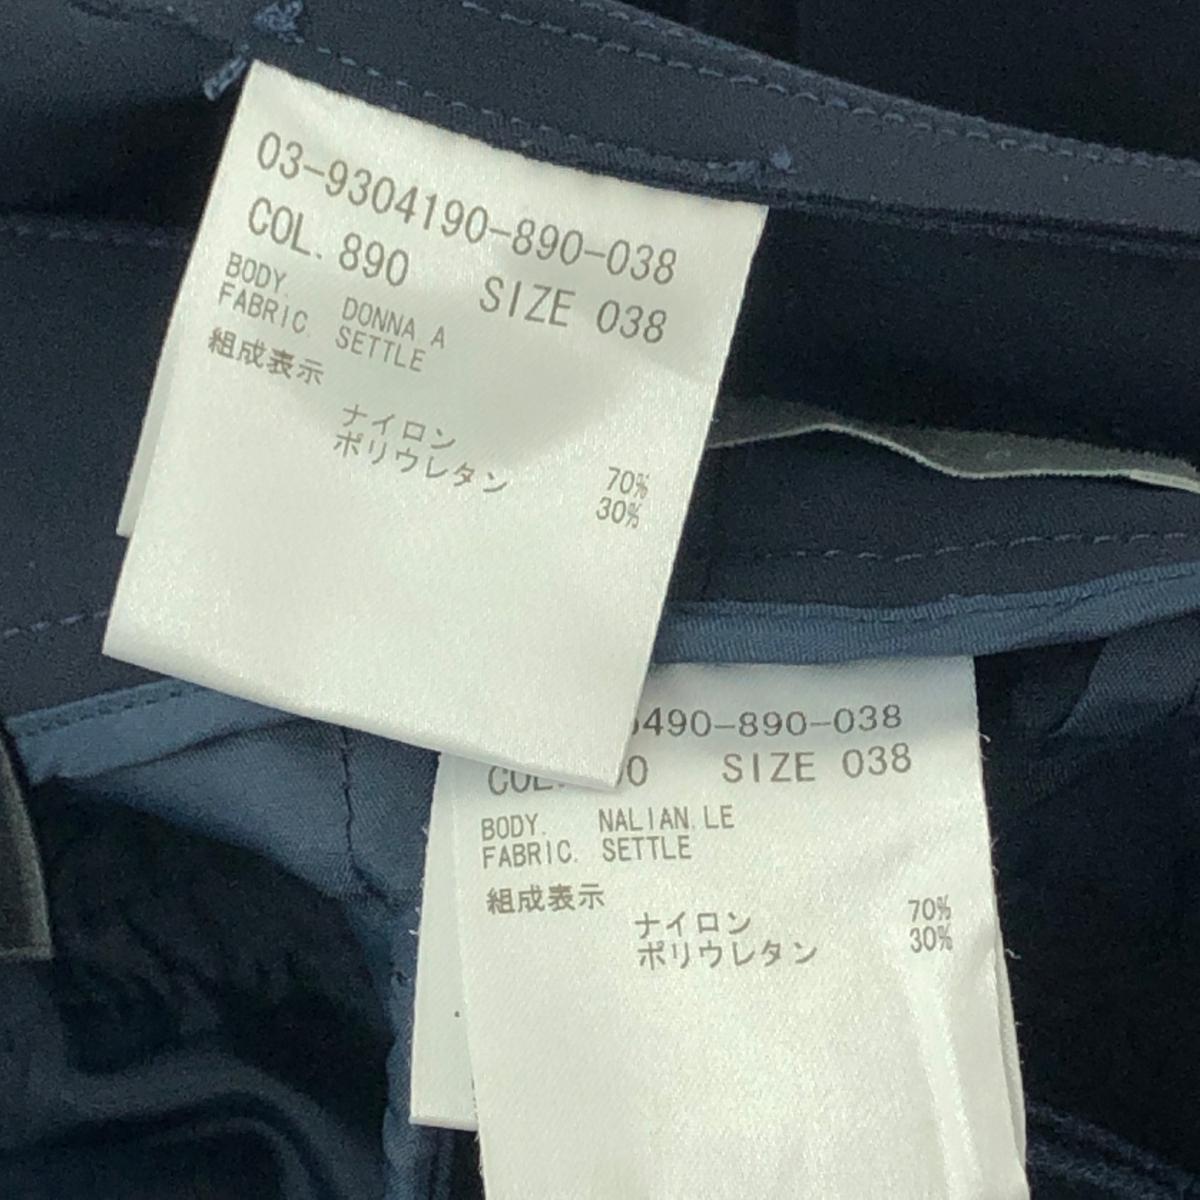 03-9304190-890-038
COL. 890 SIZE 038
BODY. DONNA.A
FABRIC. SETTLE
組成表示
ナイロン 70%
ポリウレタン 30%
490-890-038
SIZE 038
BODY. NALIAN.LE
FABRIC. SETTLE
組成表示
ナイロン 70%
ポリウレタン 30%